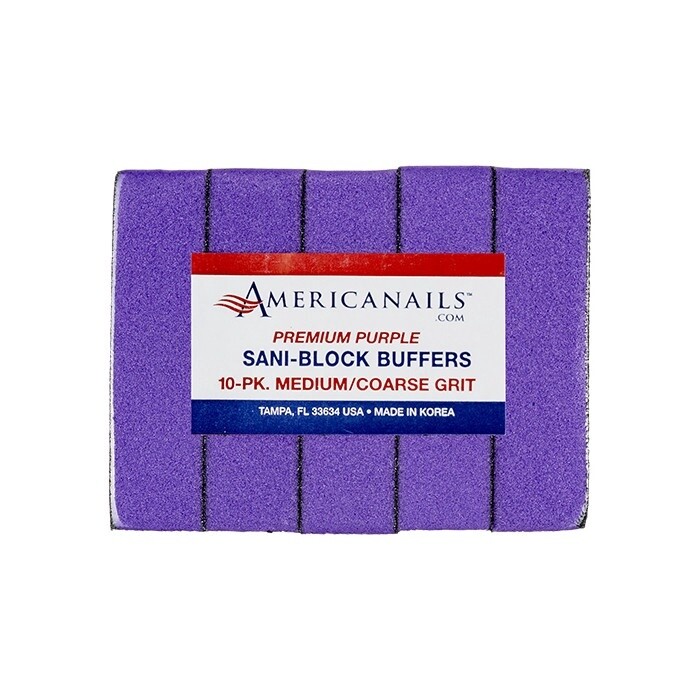 AMERICANAILS™
.COM
PREMIUM PURPLE
SANI-BLOCK BUFFERS
10-PK. MEDIUM/COARSE GRIT
TAMPA, FL 33634 USA • MADE IN KOREA